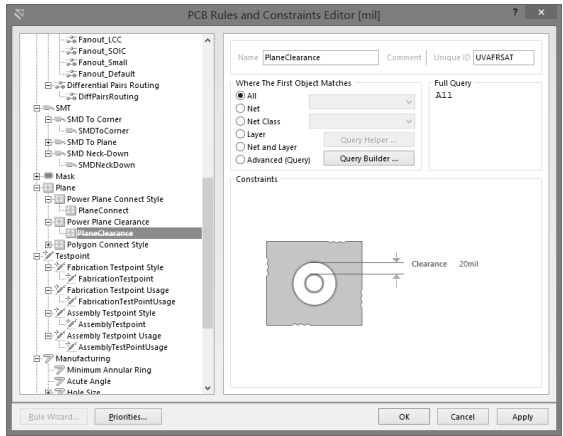 PCB Rules and Constraints Editor [mil]
?
×
Fanout_LCC
Fanout_SOIC
Fanout_Small
Fanout_Default
Differential Pairs Routing
DiffPairsRouting
SMT
SMD To Corner
SMDToCorner
SMD To Plane
SMD Neck-Down
SMDNeckDown
Mask
Plane
Power Plane Connect Style
PlaneConnect
Power Plane Clearance
PlaneClearance
Polygon Connect Style
Testpoint
Fabrication Testpoint Style
FabricationTestpoint
Fabrication Testpoint Usage
FabricationTestPointUsage
Assembly Testpoint Style
AssemblyTestpoint
Assembly Testpoint Usage
AssemblyTestPointUsage
Manufacturing
Minimum Annular Ring
Acute Angle
Hole Size
Name PlaneClearance Comment Unique ID UVAFRSAT
Where The First Object Matches
All
Net
Net Class
Layer
Net and Layer
Advanced (Query)
Query Helper ...
Query Builder ...
Full Query
All
Constraints
Clearance 20mil
Rule Wizard... Priorities... OK Cancel Apply